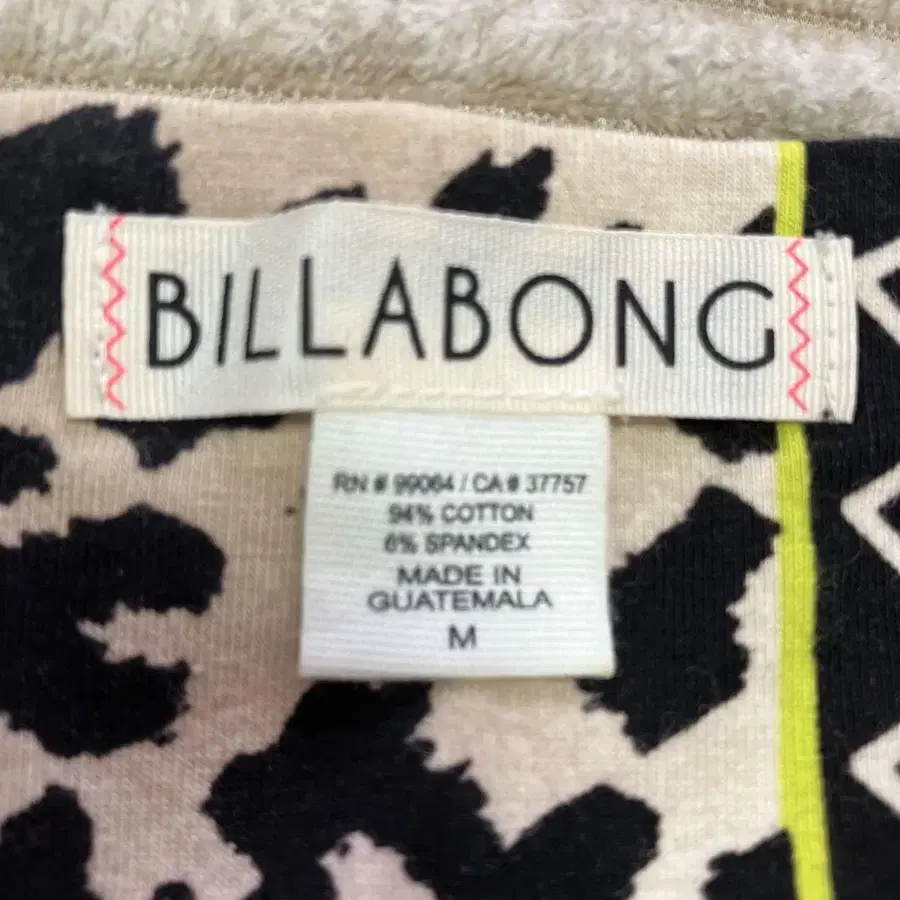 BILLABONG
RN # 99064 / CA # 37757
94% COTTON
6% SPANDEX
MADE IN
GUATEMALA
M